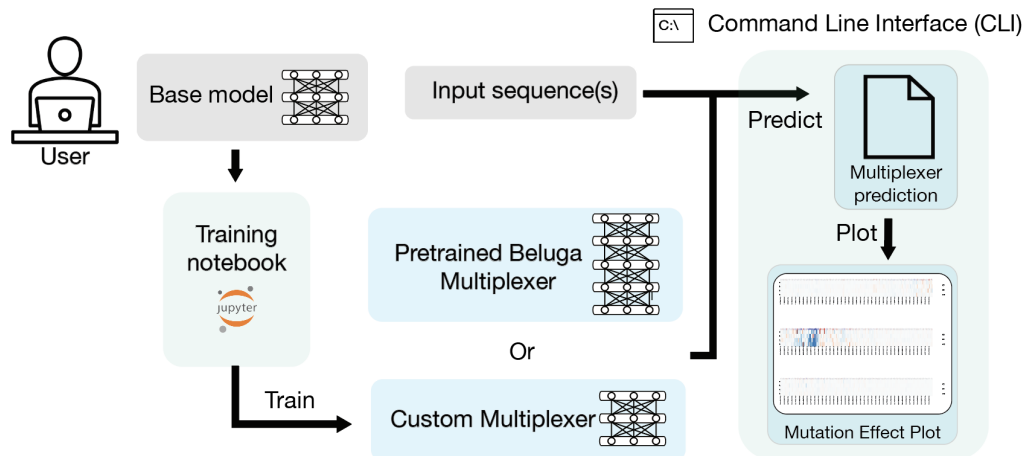 C:\
Command Line Interface (CLI)
User
Base model
Input sequence(s)
Predict
Multiplexer
prediction
Plot
Training
notebook
jupyter
Pretrained Beluga
Multiplexer
Or
Train
Custom Multiplexer
Mutation Effect Plot